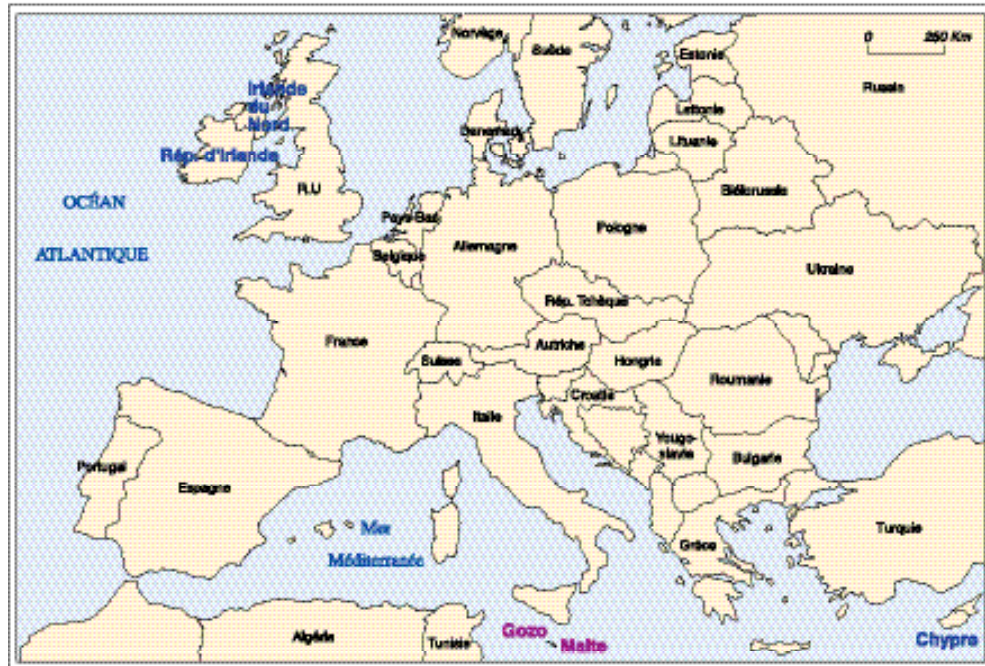 Norvège
Suède
0 250 Km
Estonie
Russie
Irlande
du
Nord
Lettonie
Danemark
Lituanie
Rép. d'Irlande
R.U
Biélorussie
OCÉAN
Pays-Bas
Pologne
ATLANTIQUE
Allemagne
Belgique
Ukraine
Rép. Tchèque
France
Autriche
Suisse
Hongrie
Roumanie
Croatie
Italie
Yougo-
slavie
Bulgarie
Portugal
Espagne
Mer
Méditerranée
Turquie
Grèce
Gozo
Malte
Algérie
Tunisie
Chypre